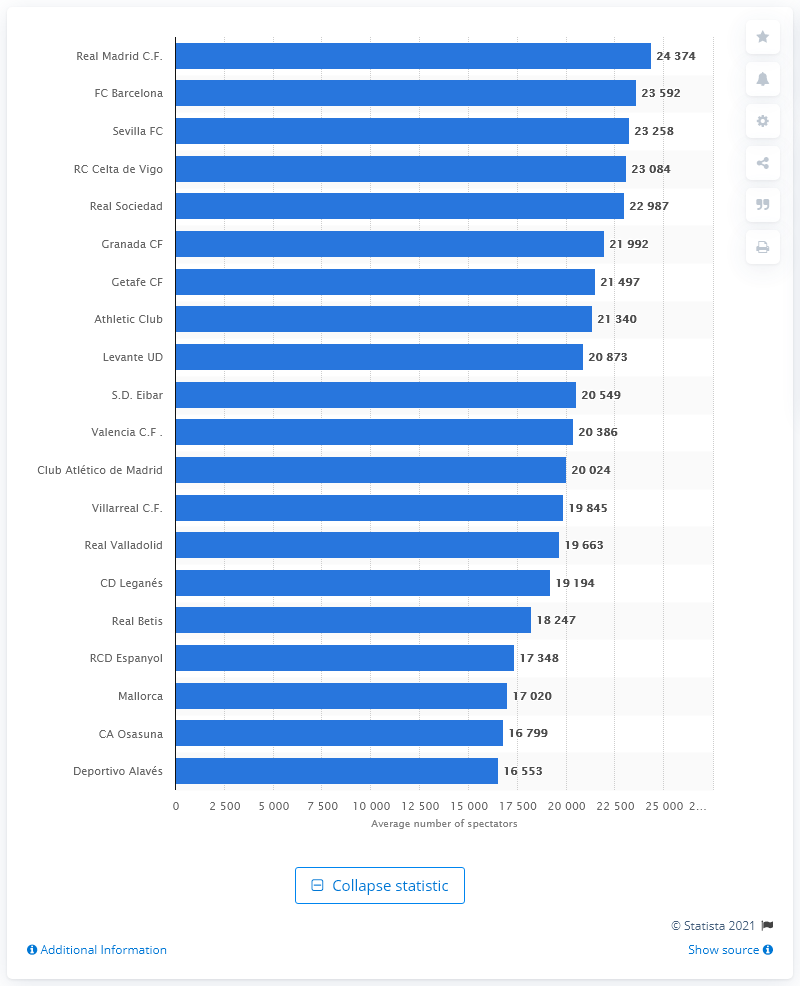 Real Madrid C.F. 24 374
FC Barcelona 23 592
Sevilla FC 23 258
RC Celta de Vigo 23 084
Real Sociedad 22 987
Granada CF 21 992
Getafe CF 21 497
Athletic Club 21 340
Levante UD 20 873
S.D. Eibar 20 549
Valencia C.F . 20 386
Club Atlético de Madrid 20 024
Villarreal C.F. 19 845
Real Valladolid 19 663
CD Leganés 19 194
Real Betis 18 247
RCD Espanyol 17 348
Mallorca 17 020
CA Osasuna 16 799
Deportivo Alavés 16 553
0 2 500 5 000 7 500 10 000 12 500 15 000 17 500 20 000 22 500 25 000 2...
Average number of spectators
Collapse statistic
© Statista 2021
Additional Information
Show source